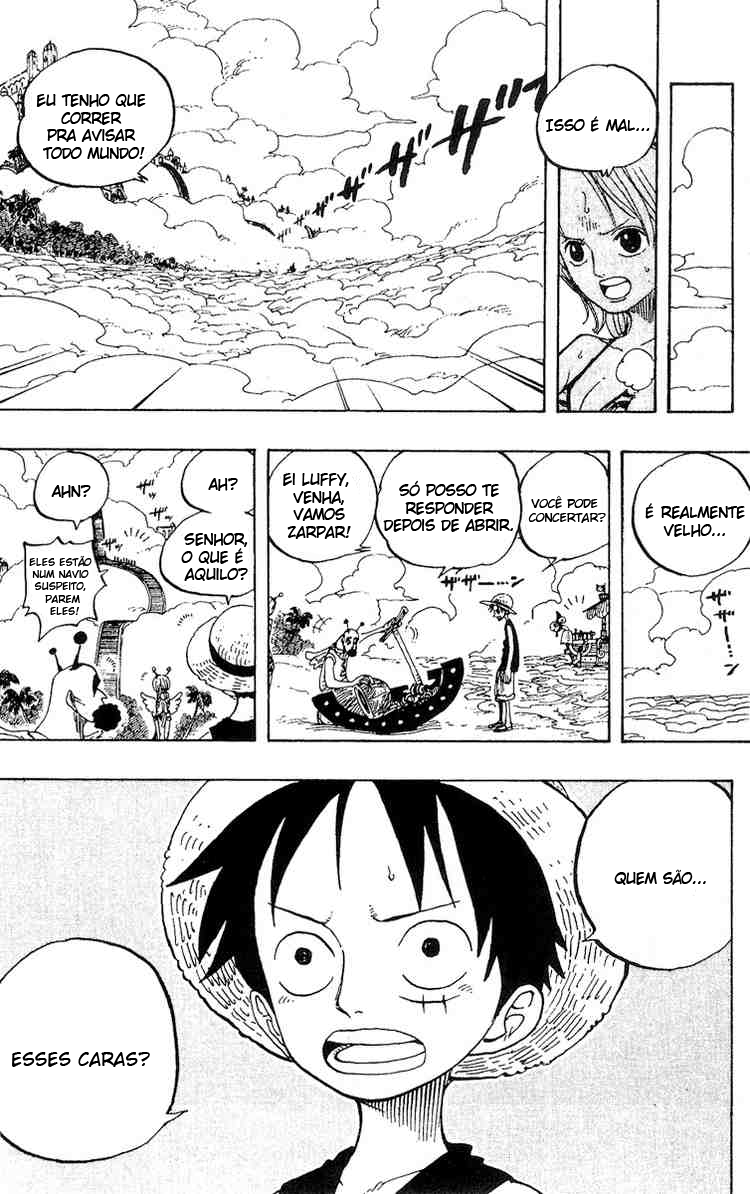 ISSO É MAL...
EU TENHO QUE
CORRER
PRA AVISAR
TODO MUNDO!
É REALMENTE
VELHO...
VOCÊ PODE
CONCERTAR?
SÓ POSSO TE
RESPONDER
DEPOIS DE ABRIR.
EI LUFFY,
VENHA,
VAMOS
ZARPAR!
AH?
SENHOR,
O QUE É
AQUILO?
AHN?
ELES ESTÃO
NUM NAVIO
SUSPEITO,
PAREM
ELES!
QUEM SÃO...
ESSES CARAS?